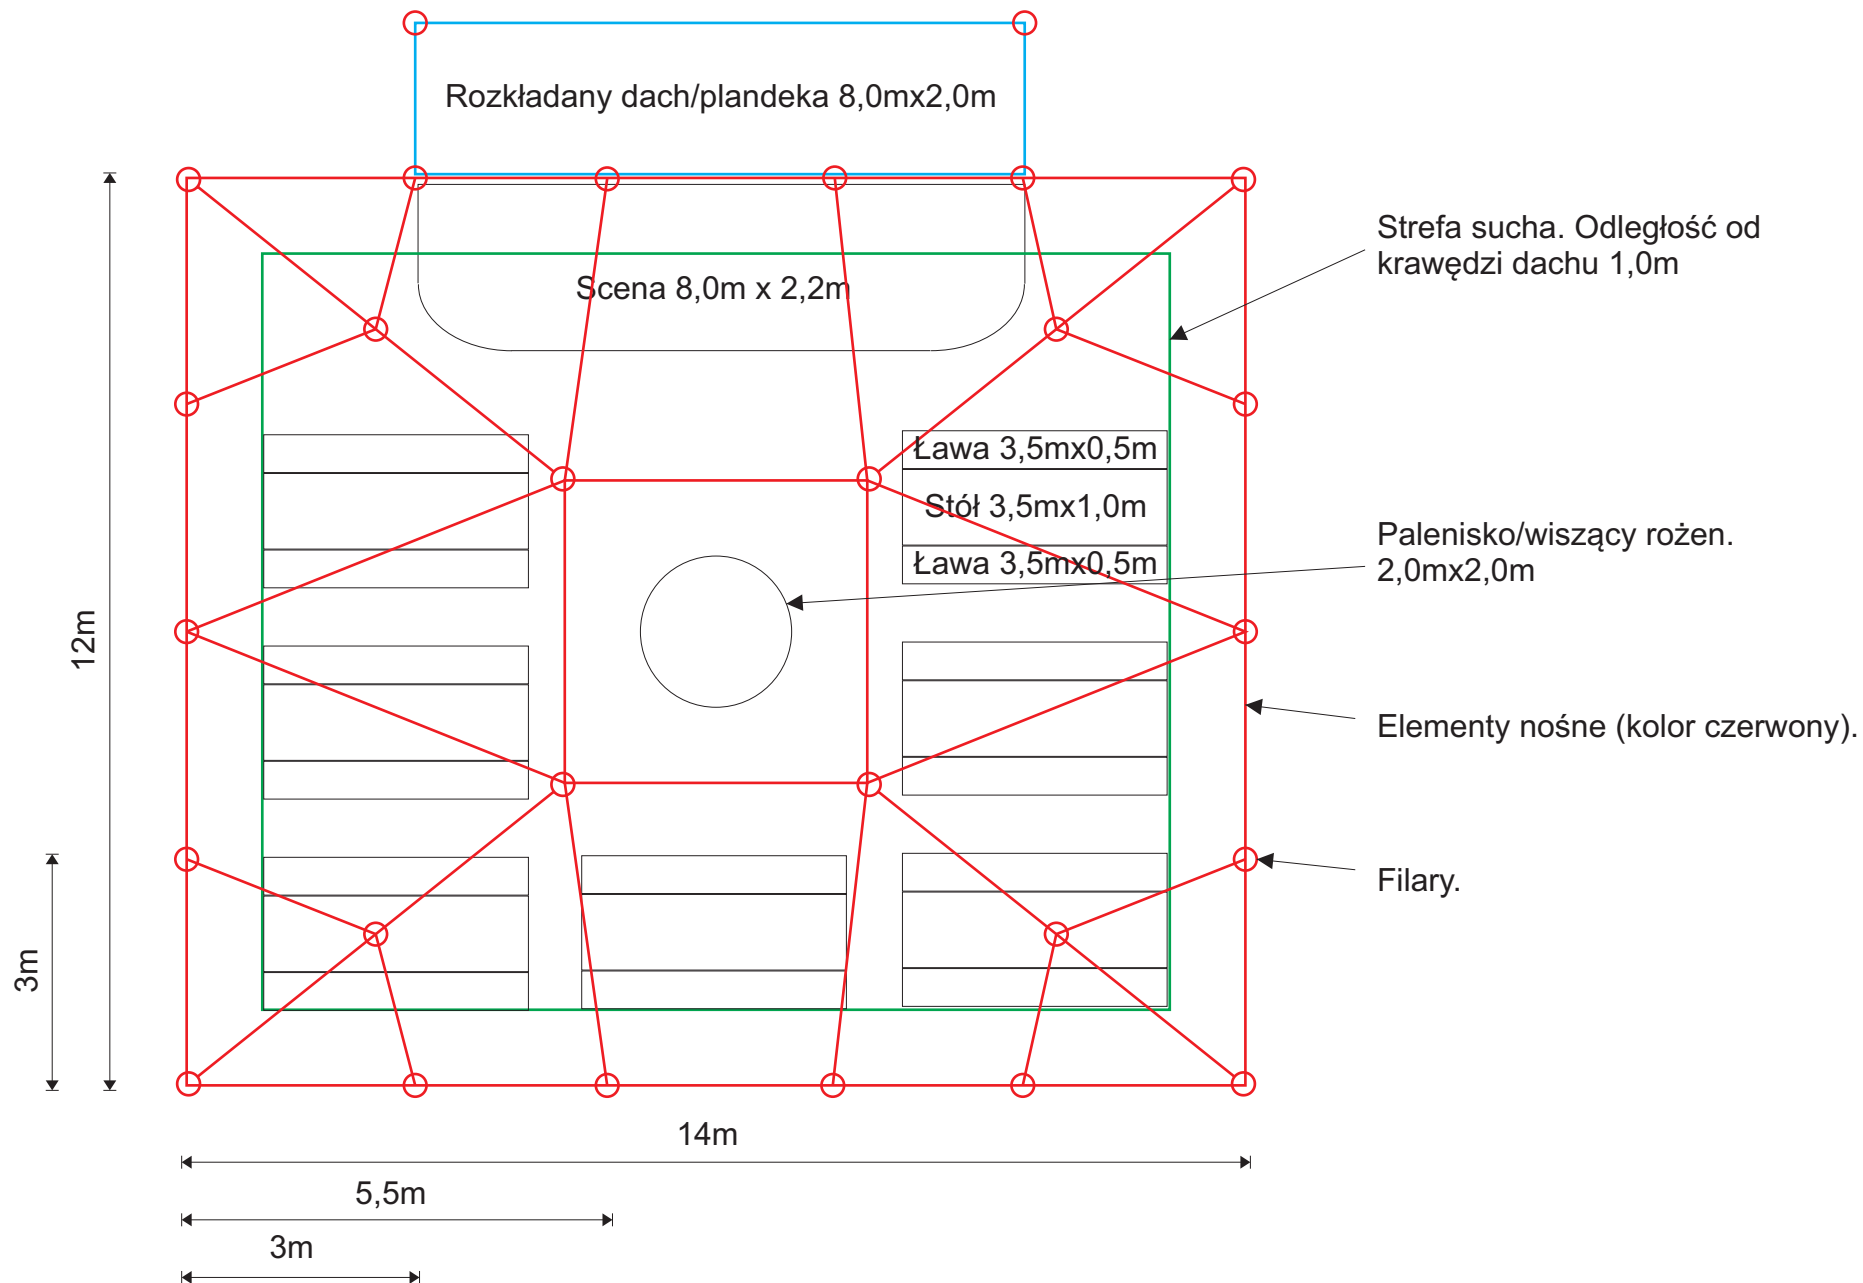 Rozkładany dach/plandeka 8,0mx2,0m
Strefa sucha. Odległość od
krawędzi dachu 1,0m
Scena 8,0m x 2,2m
Ława 3,5mx0,5m
Stół 3,5mx1,0m
Ława 3,5mx0,5m
Palenisko/wiszący rożen.
2,0mx2,0m
12m
Elementy nośne (kolor czerwony).
Filary.
3m
14m
5,5m
3m